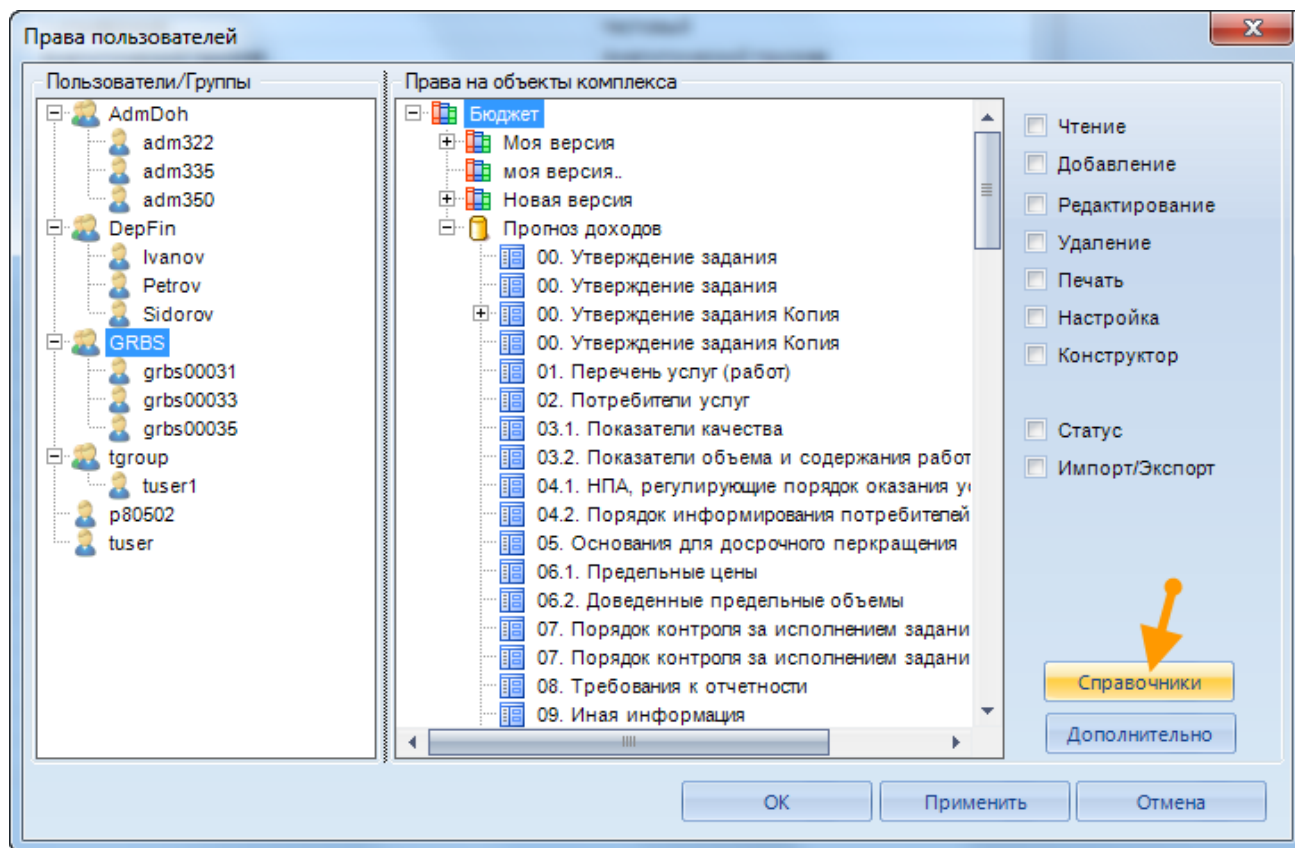 Права пользователей
Пользователи/Группы
AdmDoh
adm322
adm335
adm350
DepFin
Ivanov
Petrov
Sidorov
GRBS
grbs00031
grbs00033
grbs00035
tgroup
tuser1
p80502
tuser
Права на объекты комплекса
Бюджет
Моя версия
моя версия..
Новая версия
Прогноз доходов
00. Утверждение задания
00. Утверждение задания
00. Утверждение задания Копия
00. Утверждение задания Копия
01. Перечень услуг (работ)
02. Потребители услуг
03.1. Показатели качества
03.2. Показатели объема и содержания работ
04.1. НПА, регулирующие порядок оказания у
04.2. Порядок информирования потребителей
05. Основания для досрочного перкращения
06.1. Предельные цены
06.2. Доведенные предельные объемы
07. Порядок контроля за исполнением задани
07. Порядок контроля за исполнением задани
08. Требования к отчетности
09. Иная информация
Чтение
Добавление
Редактирование
Удаление
Печать
Настройка
Конструктор
Статус
Импорт/Экспорт
Справочники
Дополнительно
ОК
Применить
Отмена